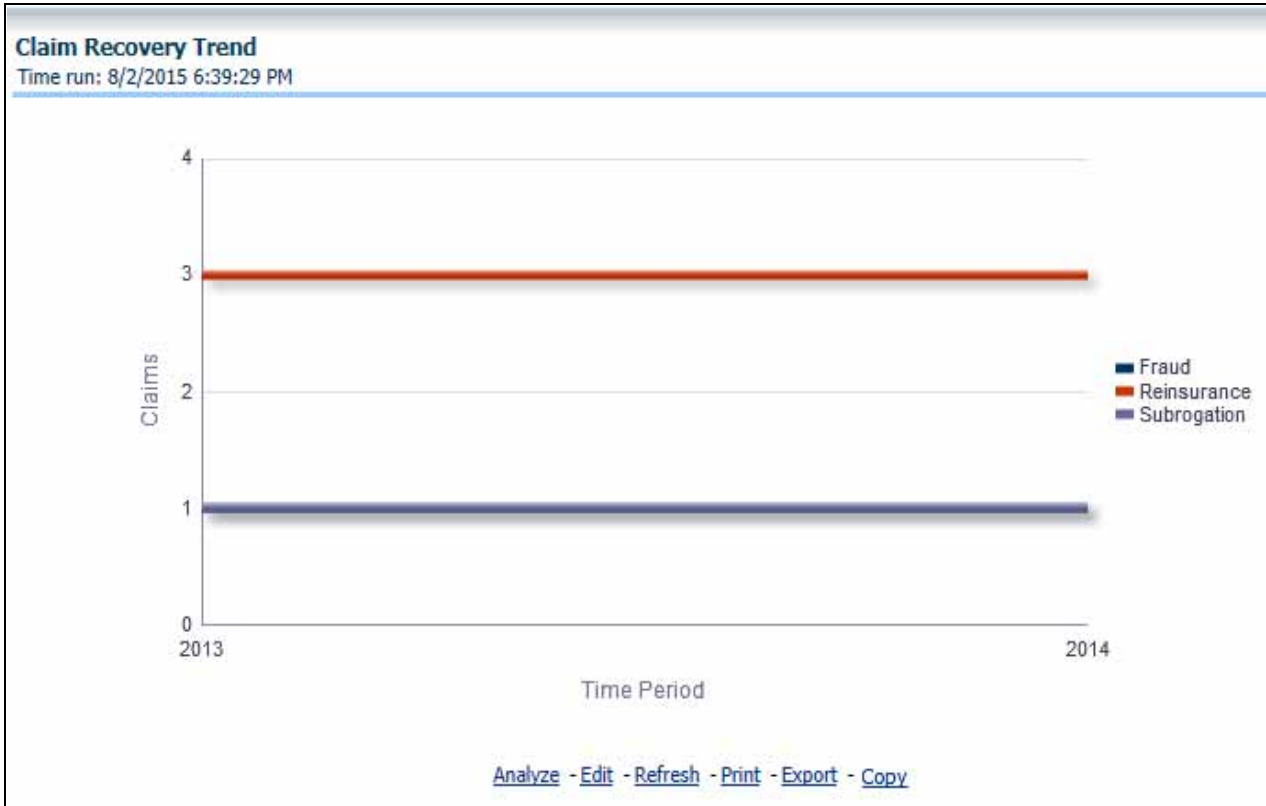 Claim Recovery Trend
Time run: 8/2/2015 6:39:29 PM
4
3
2
1
0
Claims
2013
2014
Time Period
Fraud
Reinsurance
Subrogation
Analyze - Edit - Refresh - Print - Export - Copy